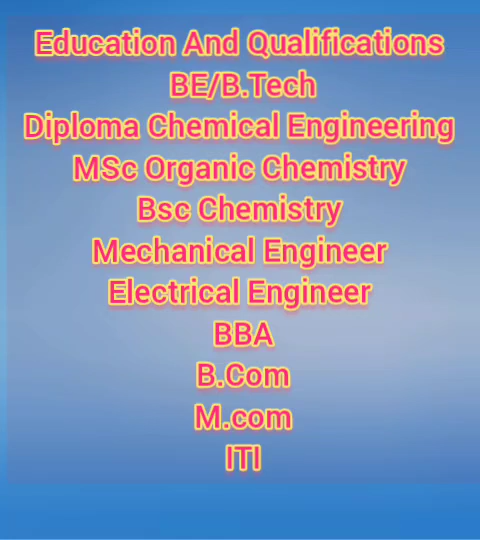 Education And Qualifications
BE/B.Tech
Diploma Chemical Engineering
MSc Organic Chemistry
Bsc Chemistry
Mechanical Engineer
Electrical Engineer
BBA
B.Com
M.com
ITI